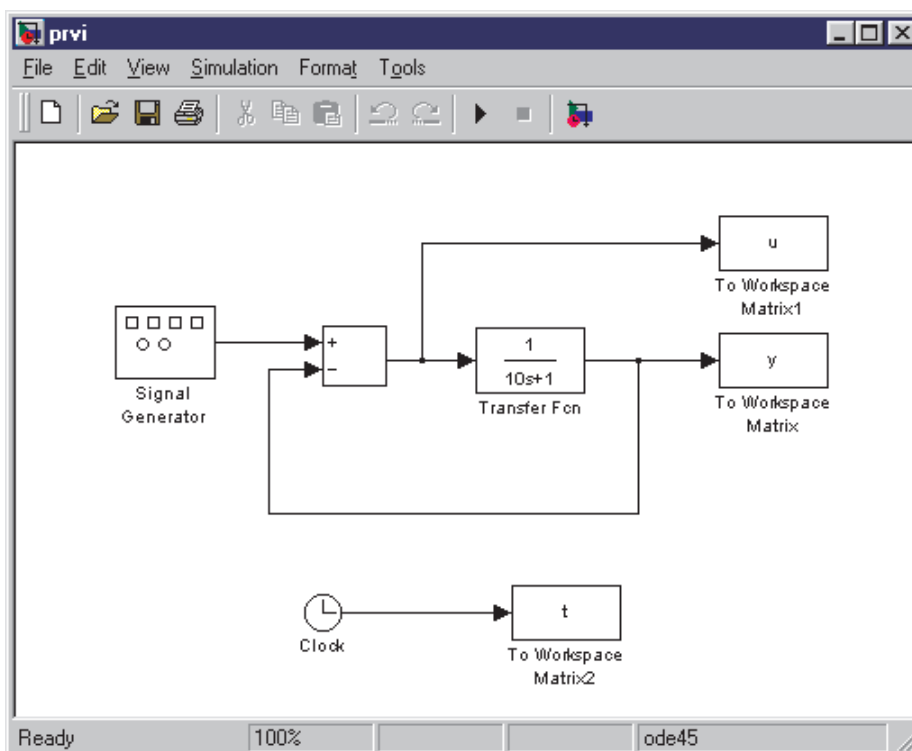 prvi
File Edit View Simulation Format Tools
u
To Workspace
Matrix1
+
−
Signal
Generator
1
10s+1
Transfer Fcn
y
To Workspace
Matrix
Clock
t
To Workspace
Matrix2
Ready 100% ode45